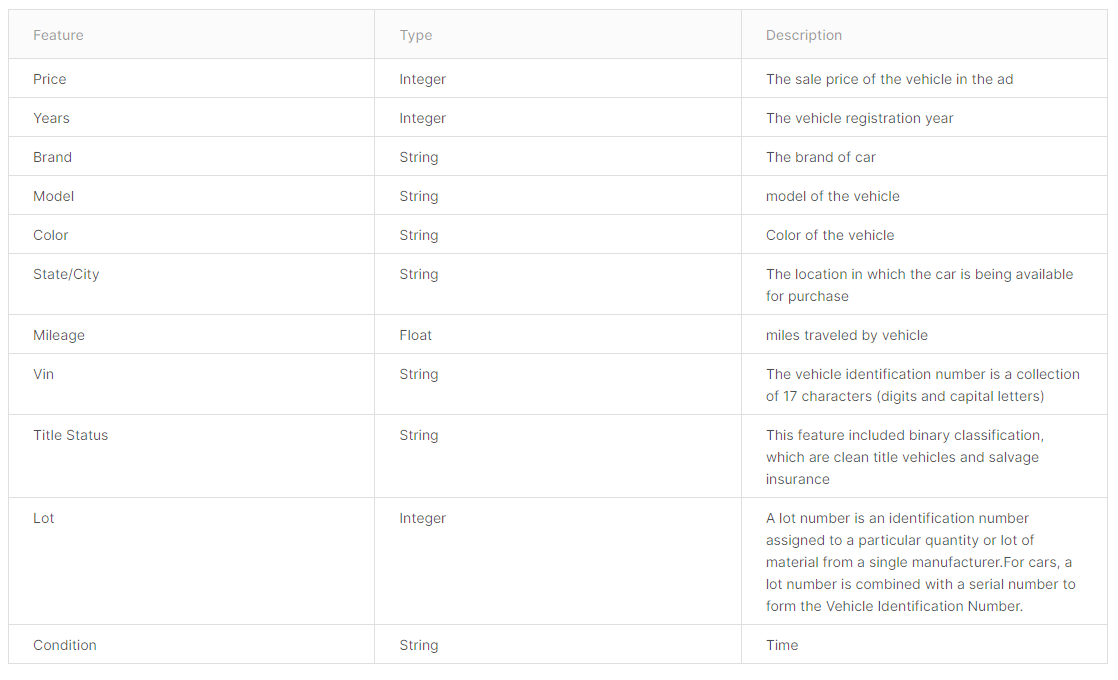 Feature Type Description
Price Integer The sale price of the vehicle in the ad
Years Integer The vehicle registration year
Brand String The brand of car
Model String model of the vehicle
Color String Color of the vehicle
State/City String The location in which the car is being available
for purchase
Mileage Float miles traveled by vehicle
Vin String The vehicle identification number is a collection
of 17 characters (digits and capital letters)
Title Status String This feature included binary classification,
which are clean title vehicles and salvage
insurance
Lot Integer A lot number is an identification number
assigned to a particular quantity or lot of
material from a single manufacturer.For cars, a
lot number is combined with a serial number to
form the Vehicle Identification Number.
Condition String Time